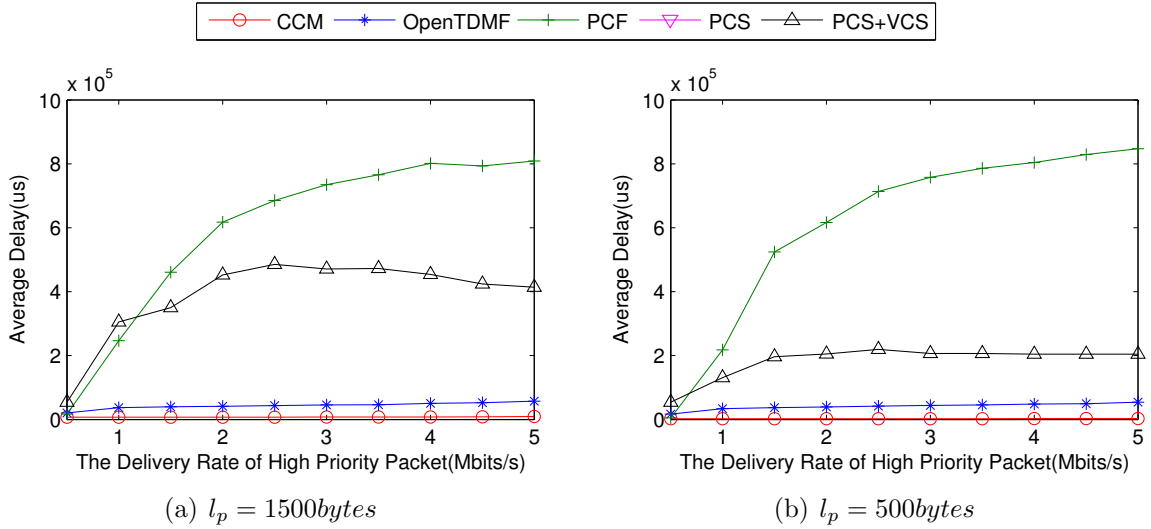 CCM OpenTDMF PCF PCS PCS+VCS
x 10^5
10
8
6
4
2
0
1 2 3 4 5
Average Delay(us)
The Delivery Rate of High Priority Packet(Mbits/s)
(a) l_p = 1500bytes
x 10^5
10
8
6
4
2
0
1 2 3 4 5
Average Delay(us)
The Delivery Rate of High Priority Packet(Mbits/s)
(b) l_p = 500bytes